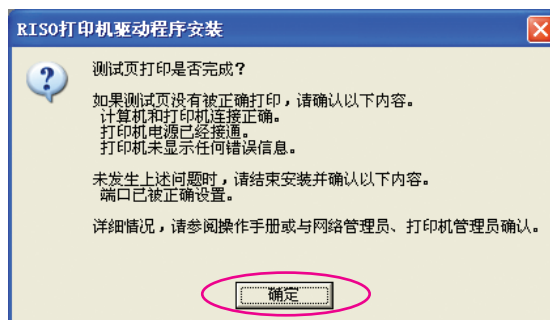 RISO打印机驱动程序安装
测试页打印是否完成？
如果测试页没有被正确打印，请确认以下内容。
计算机和打印机连接正确。
打印机电源已经接通。
打印机未显示任何错误信息。
未发生上述问题时，请结束安装并确认以下内容。
端口已被正确设置。
详细情况，请参阅操作手册或与网络管理员、打印机管理员确认。
确定